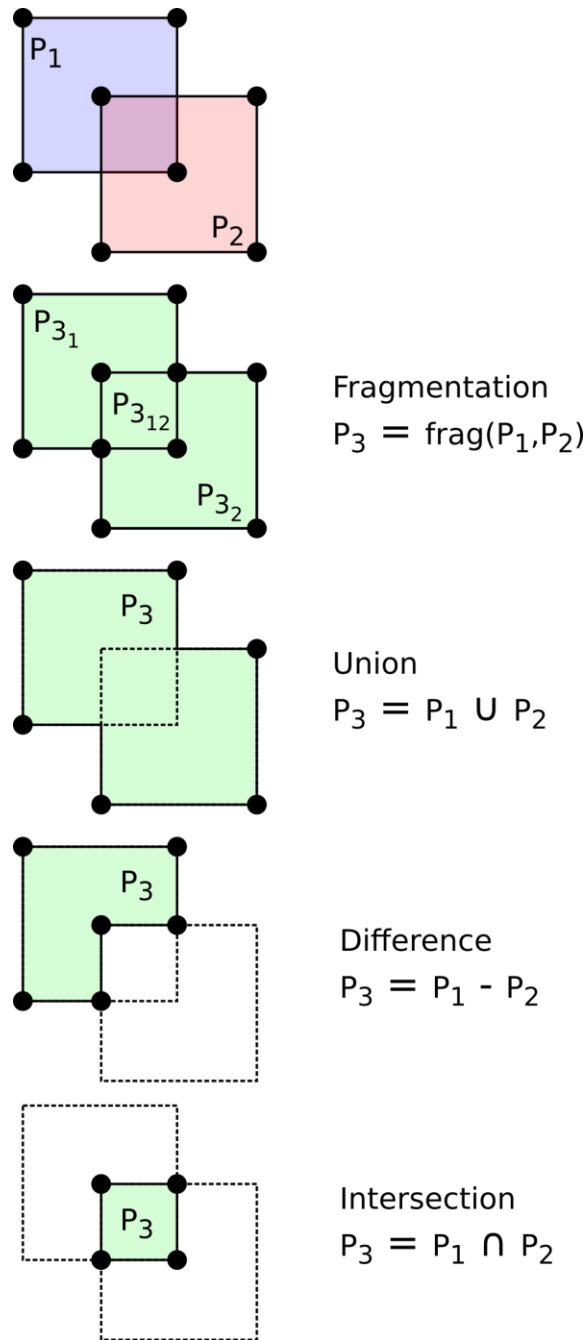 P₁
P₂
P₃₁
P₃₁₂
P₃₂
Fragmentation
P₃ = frag(P₁,P₂)
P₃
Union
P₃ = P₁ ∪ P₂
P₃
Difference
P₃ = P₁ - P₂
P₃
Intersection
P₃ = P₁ ∩ P₂